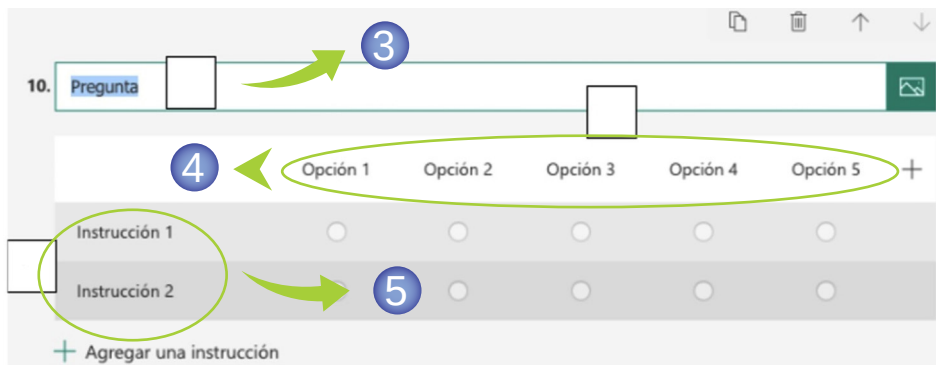 3
10. Pregunta
4 Opción 1 Opción 2 Opción 3 Opción 4 Opción 5
Instrucción 1
Instrucción 2 5
Agregar una instrucción